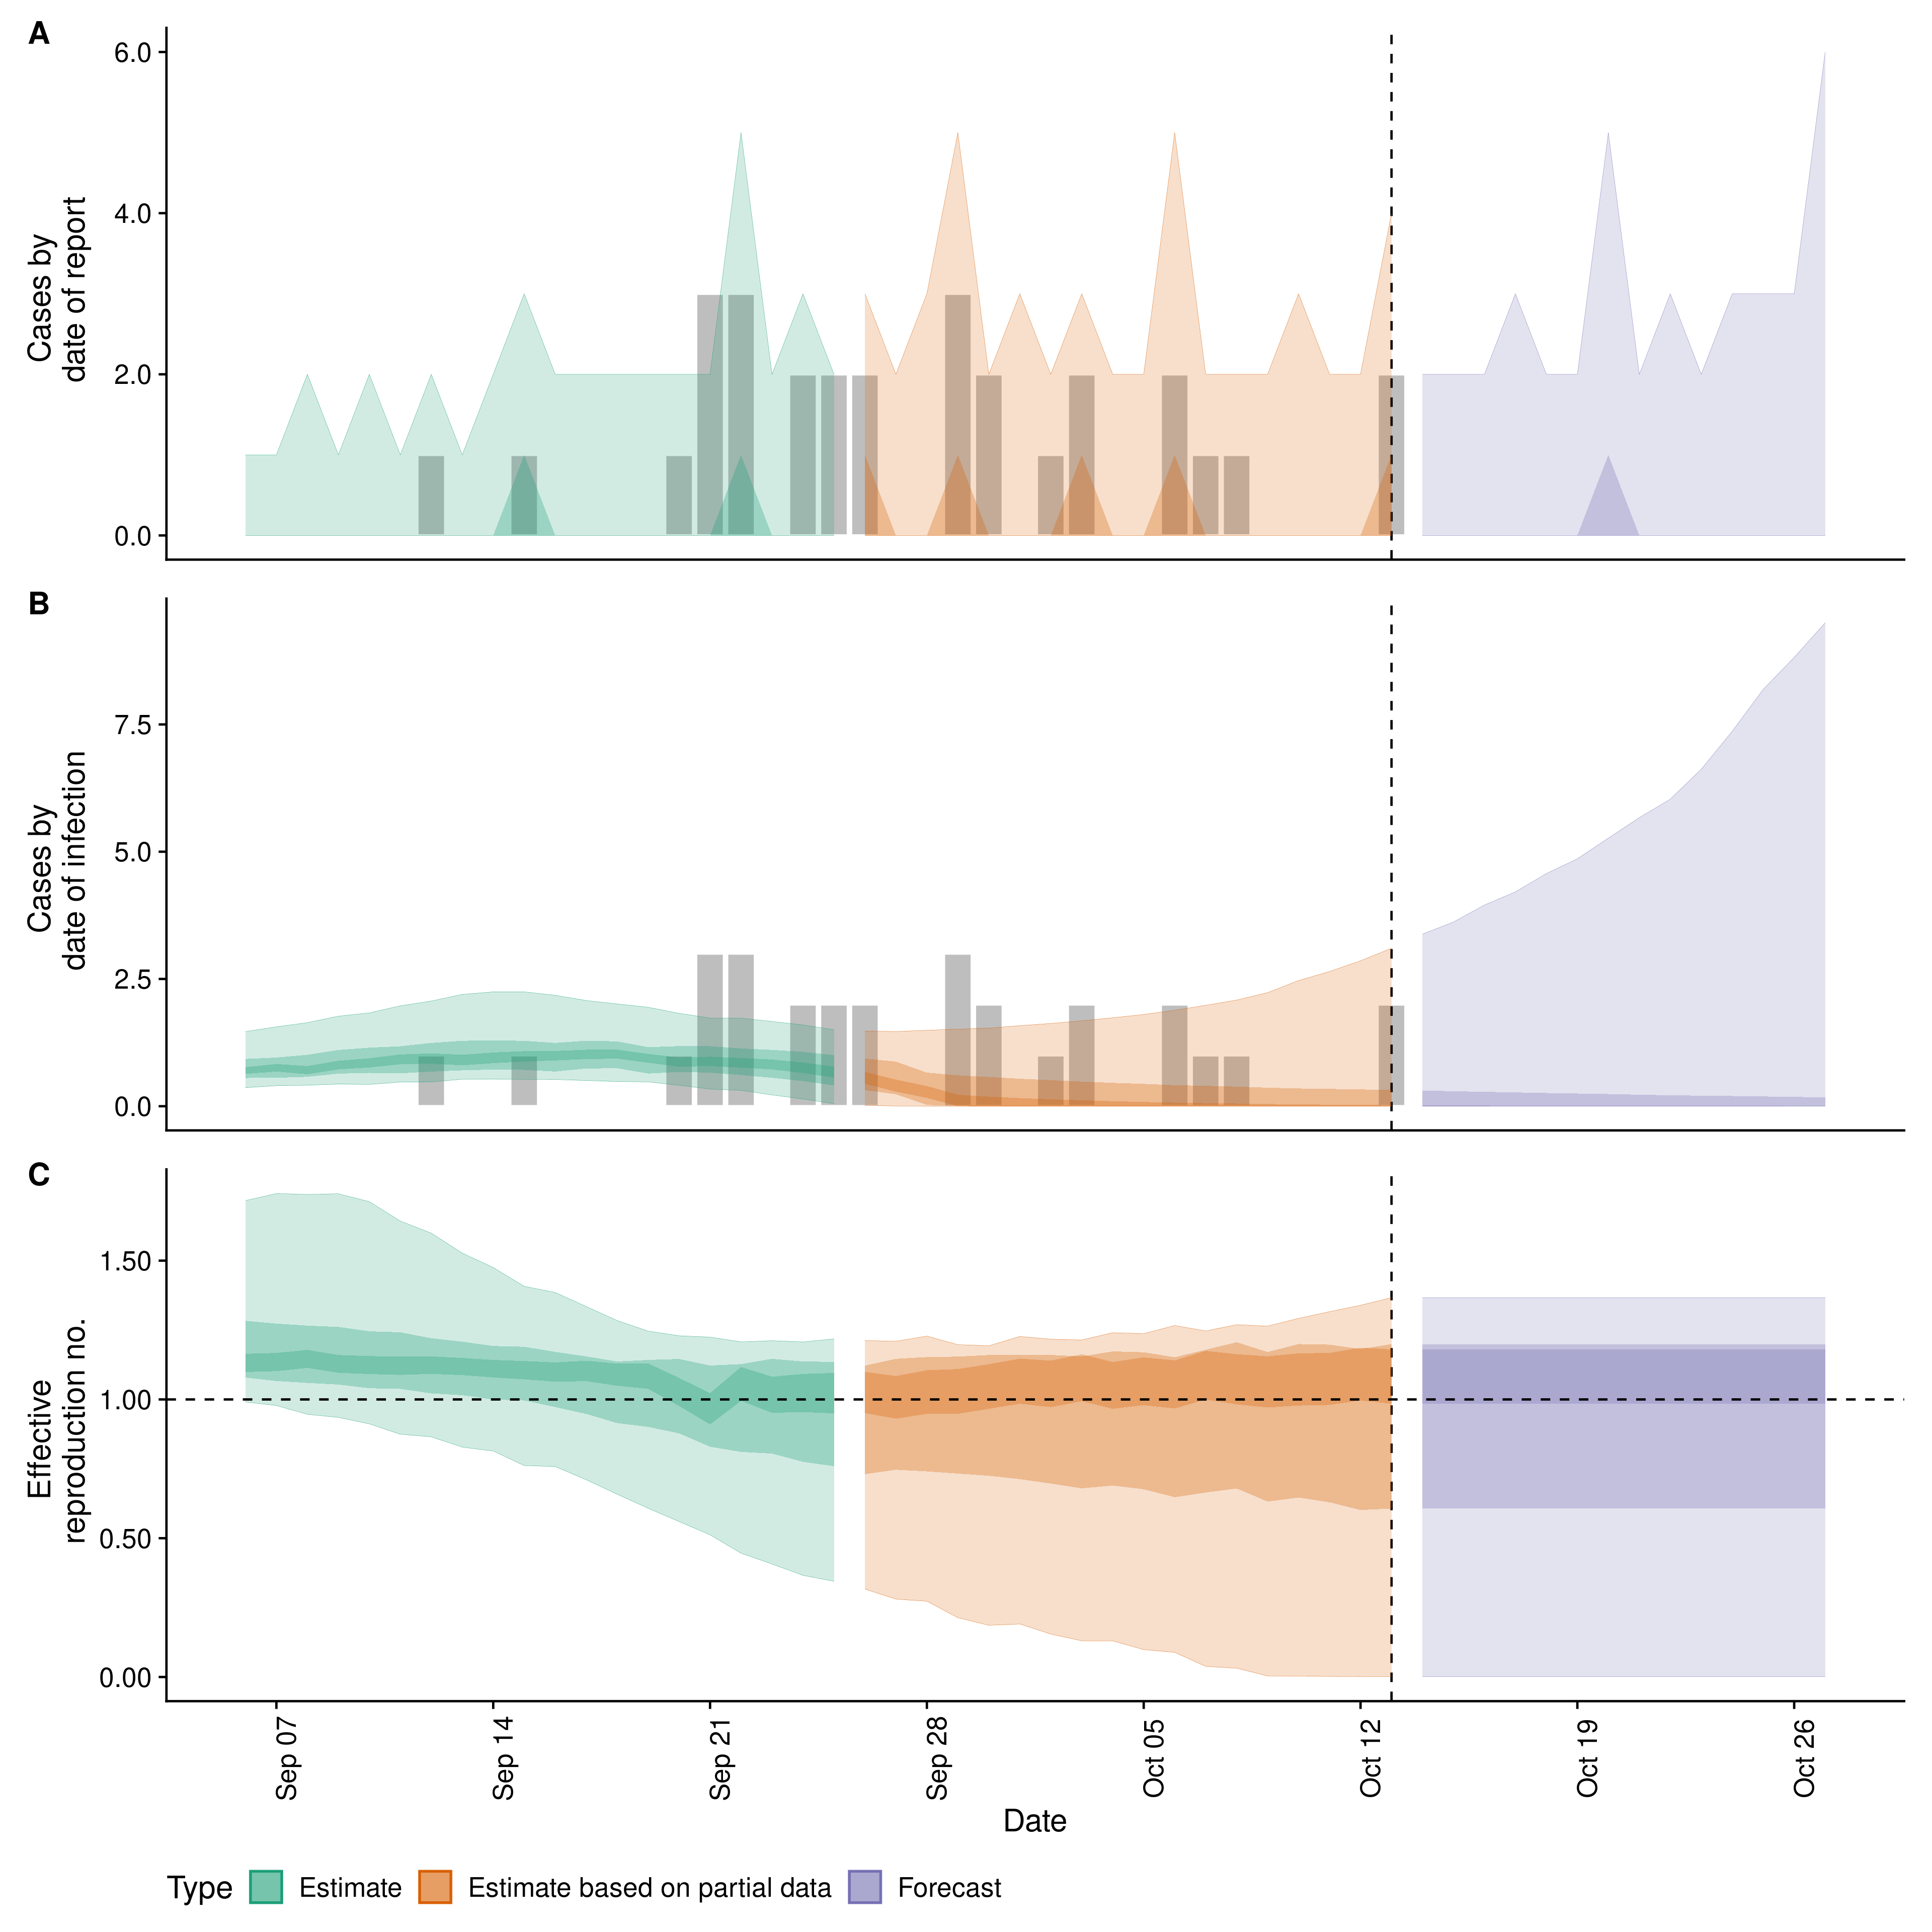 A
6.0
4.0
2.0
0.0
Cases by
date of report
B
7.5
5.0
2.5
0.0
Cases by
date of infection
C
1.50
1.00
0.50
0.00
Effective
reproduction no.
Sep 07
Sep 14
Sep 21
Sep 28
Oct 05
Oct 12
Oct 19
Oct 26
Date
Type Estimate Estimate based on partial data Forecast